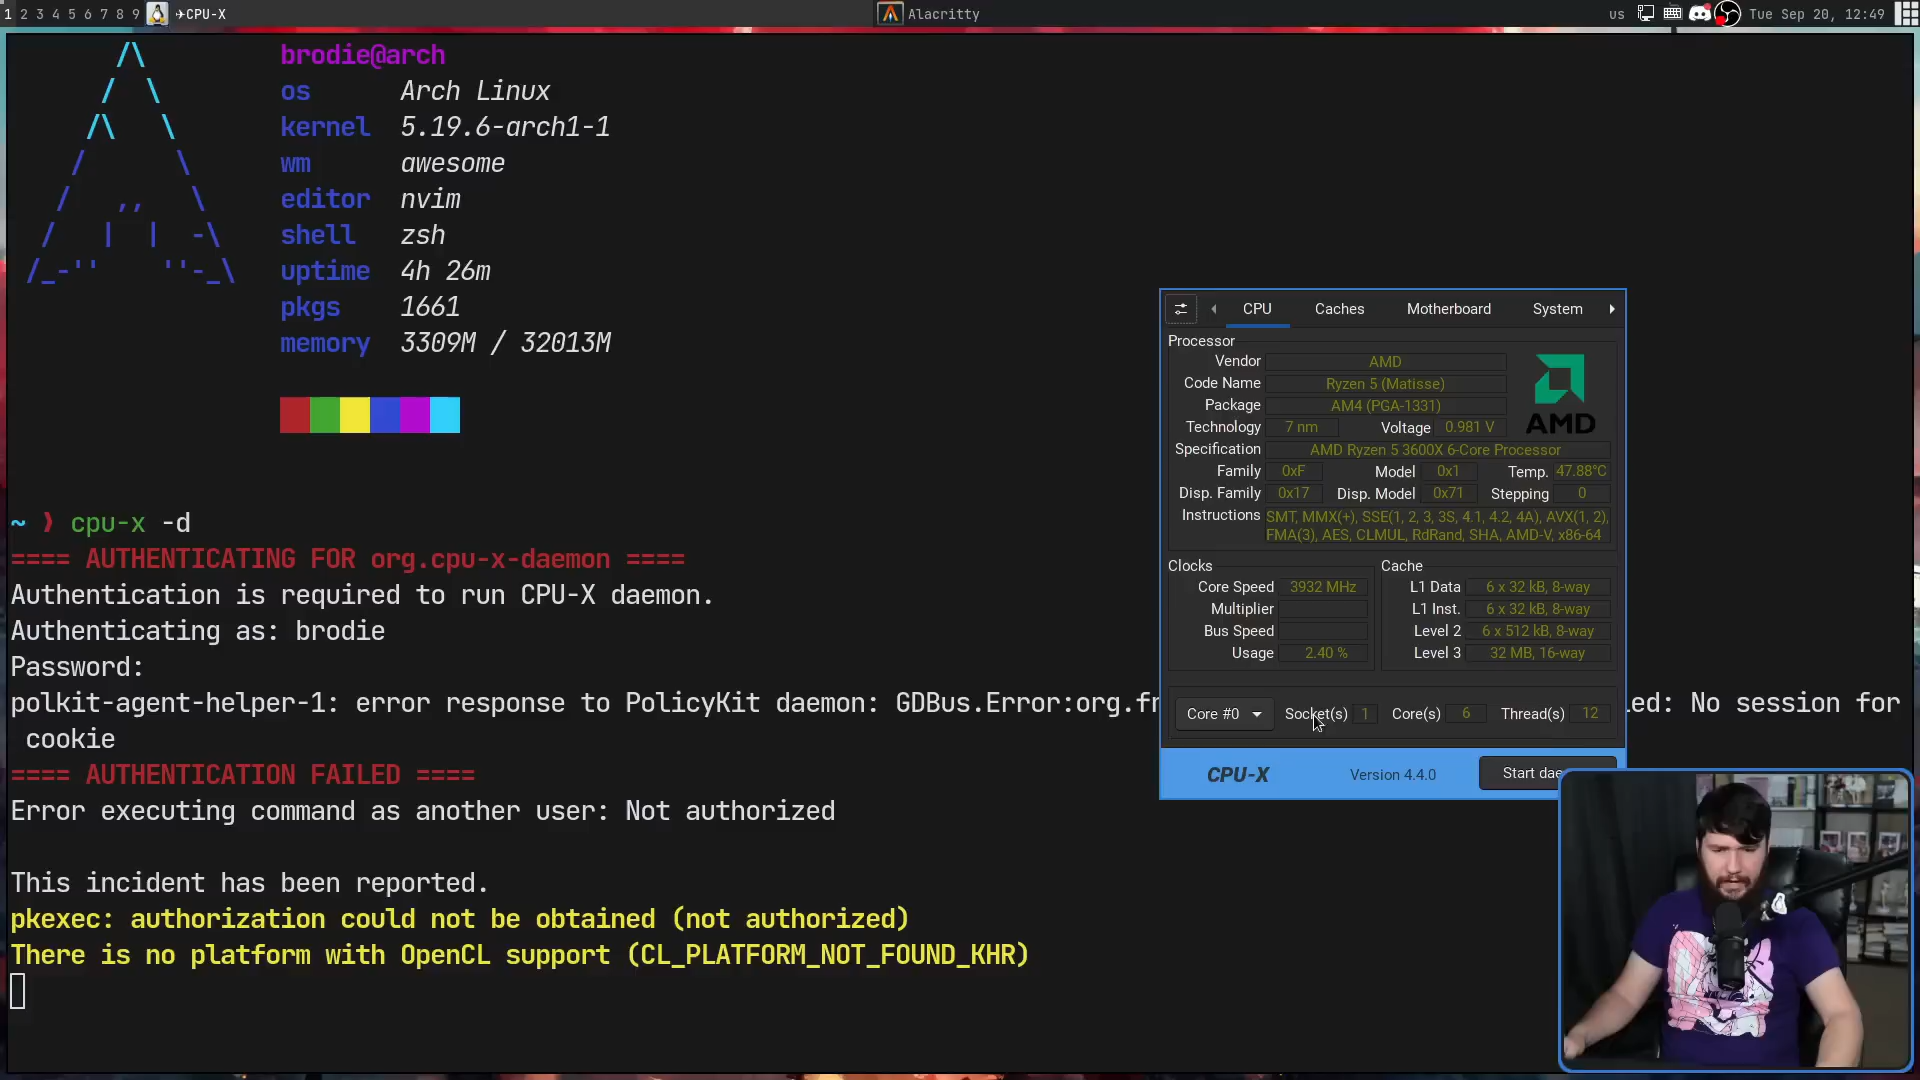 1 2 3 4 5 6 7 8 9 ✈CPU-X Alacritty us Tue Sep 20, 12:49
brodie@arch
os Arch Linux
kernel 5.19.6-arch1-1
wm awesome
editor nvim
shell zsh
uptime 4h 26m
pkgs 1661
memory 3309M / 32013M
~ ❯ cpu-x -d
==== AUTHENTICATING FOR org.cpu-x-daemon ====
Authentication is required to run CPU-X daemon.
Authenticating as: brodie
Password:
polkit-agent-helper-1: error response to PolicyKit daemon: GDBus.Error:org.fr
ed: No session for
cookie
==== AUTHENTICATION FAILED ====
Error executing command as another user: Not authorized
This incident has been reported.
pkexec: authorization could not be obtained (not authorized)
There is no platform with OpenCL support (CL_PLATFORM_NOT_FOUND_KHR)
CPU Caches Motherboard System
Processor
Vendor AMD
Code Name Ryzen 5 (Matisse)
Package AM4 (PGA-1331)
AMD
Technology 7 nm Voltage 0.981 V
Specification AMD Ryzen 5 3600X 6-Core Processor
Family 0xF Model 0x1 Temp. 47.88°C
Disp. Family 0x17 Disp. Model 0x71 Stepping 0
Instructions SMT, MMX(+), SSE(1, 2, 3, 3S, 4.1, 4.2, 4A), AVX(1, 2),
FMA(3), AES, CLMUL, RdRand, SHA, AMD-V, x86-64
Clocks Cache
Core Speed 3932 MHz L1 Data 6 x 32 kB, 8-way
Multiplier L1 Inst. 6 x 32 kB, 8-way
Bus Speed Level 2 6 x 512 kB, 8-way
Usage 2.40 % Level 3 32 MB, 16-way
Core #0 Socket(s) 1 Core(s) 6 Thread(s) 12
CPU-X Version 4.4.0 Start dae